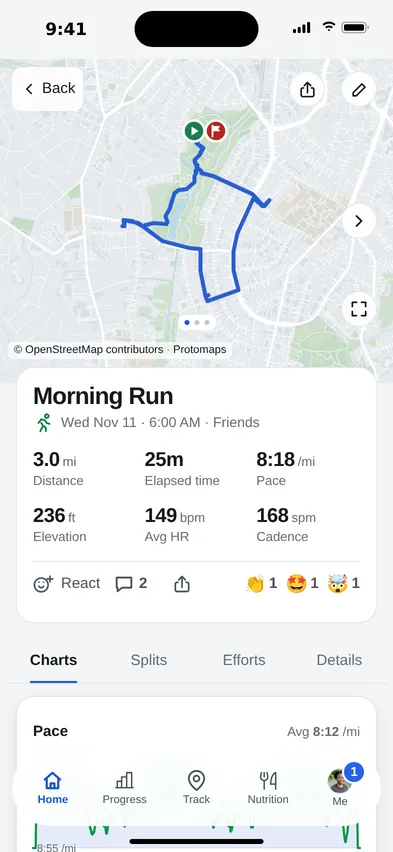 9:41
Back
© OpenStreetMap contributors · Protomaps
Morning Run
Wed Nov 11 · 6:00 AM · Friends
3.0 mi 25m 8:18 /mi
Distance Elapsed time Pace
236 ft 149 bpm 168 spm
Elevation Avg HR Cadence
React 2 1 1 1
Charts Splits Efforts Details
Pace Avg 8:12 /mi
1
Home Progress Track Nutrition Me
8:55 /mi